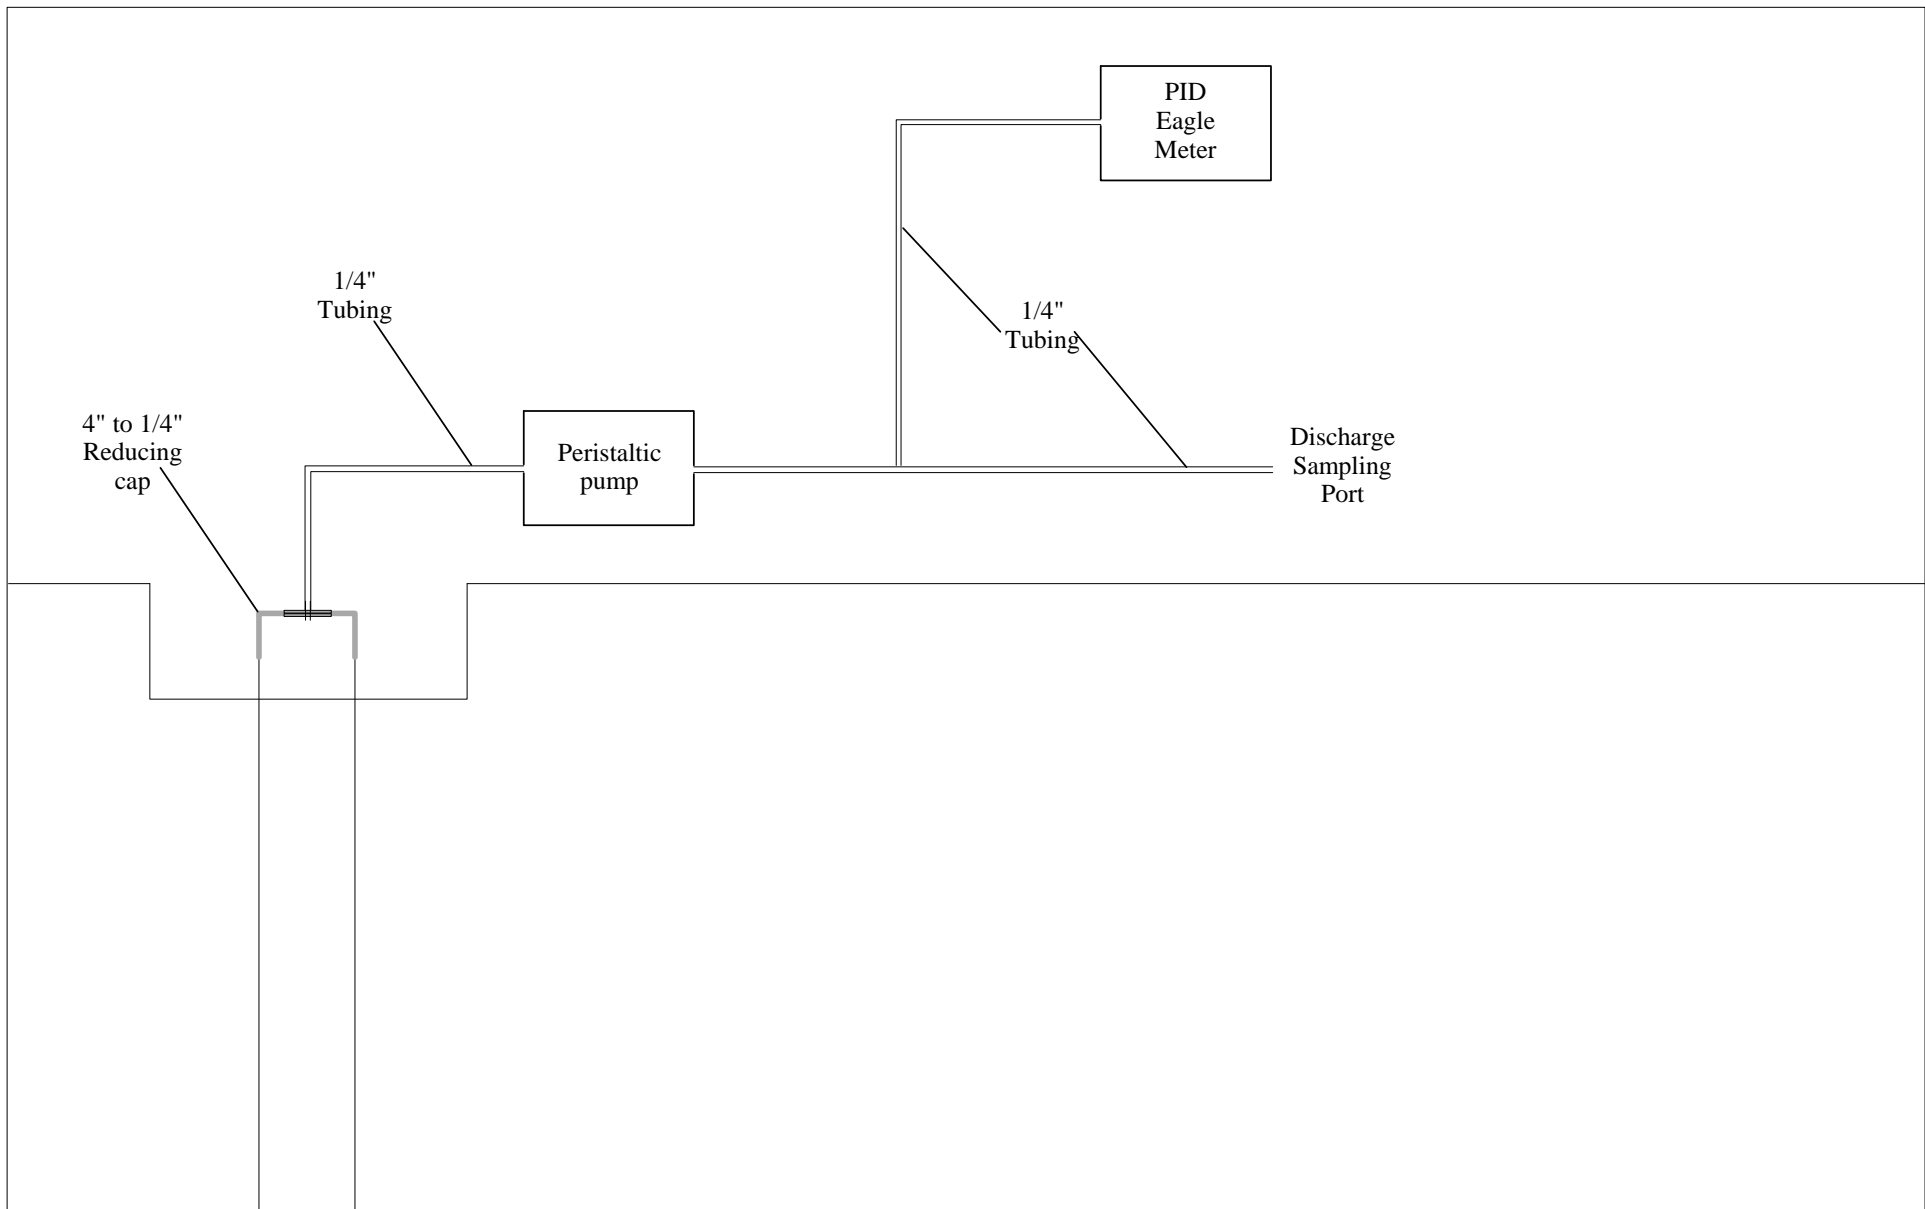 PID
Eagle
Meter
1/4"
Tubing
1/4"
Tubing
4" to 1/4"
Reducing
cap
Peristaltic
pump
Discharge
Sampling
Port